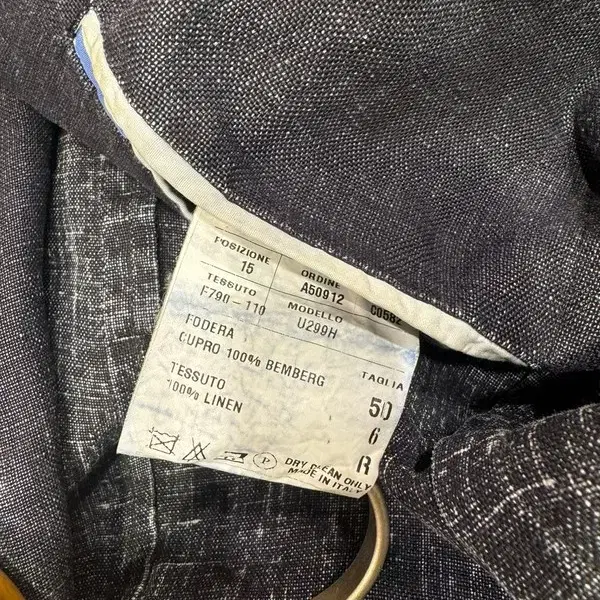 POSIZIONE ORDINE
15 A50912 C0582
TESSUTO MODELLO
F790-110 U299H
FODERA
CUPRO 100% BEMBERG
TESSUTO
100% LINEN
TAGLIA
50
6
R
P
DRY CLEAN ONLY
MADE IN ITALY